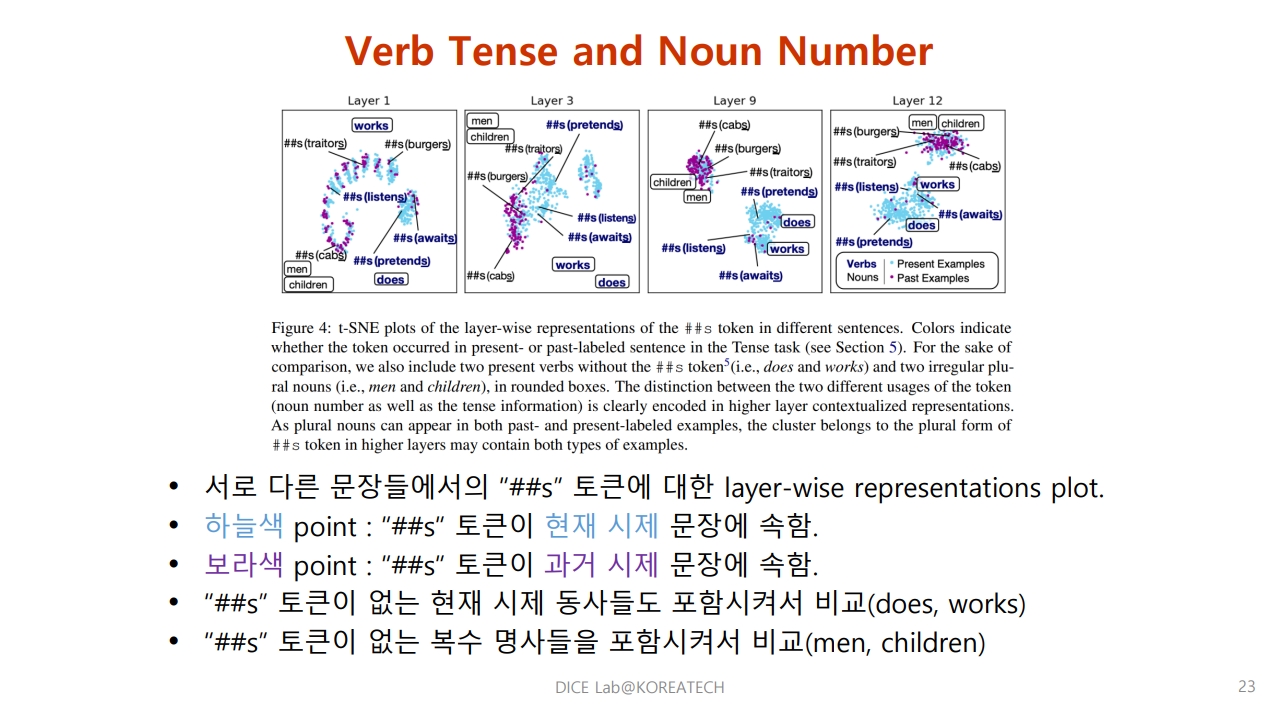 Verb Tense and Noun Number
Layer 1
works
##s (traitors)
##s (burgers)
##s (listens)
##s (awaits)
##s (cabs)
##s (pretends)
men
does
children
Layer 3
men
##s (pretends)
children
##s (traitors)
##s (burgers)
##s (listens)
##s (awaits)
works
##s (cabs)
does
Layer 9
##s (cabs)
##s (burgers)
##s (traitors)
children
##s (pretends)
men
does
##s (listens)
works
##s (awaits)
Layer 12
men
children
##s (burgers)
##s (traitors)
##s (cabs)
##s (listens)
works
##s (awaits)
does
##s (pretends)
Verbs
Nouns
Present Examples
Past Examples
Figure 4: t-SNE plots of the layer-wise representations of the ##s token in different sentences. Colors indicate
whether the token occurred in present- or past-labeled sentence in the Tense task (see Section 5). For the sake of
comparison, we also include two present verbs without the ##s token5(i.e., does and works) and two irregular plu-
ral nouns (i.e., men and children), in rounded boxes. The distinction between the two different usages of the token
(noun number as well as the tense information) is clearly encoded in higher layer contextualized representations.
As plural nouns can appear in both past- and present-labeled examples, the cluster belongs to the plural form of
##s token in higher layers may contain both types of examples.
• 서로 다른 문장들에서의 "##s" 토큰에 대한 layer-wise representations plot.
• 하늘색 point : "##s" 토큰이 현재 시제 문장에 속함.
• 보라색 point : "##s" 토큰이 과거 시제 문장에 속함.
• "##s" 토큰이 없는 현재 시제 동사들도 포함시켜서 비교(does, works)
• "##s" 토큰이 없는 복수 명사들을 포함시켜서 비교(men, children)
DICE Lab@KOREATECH
23